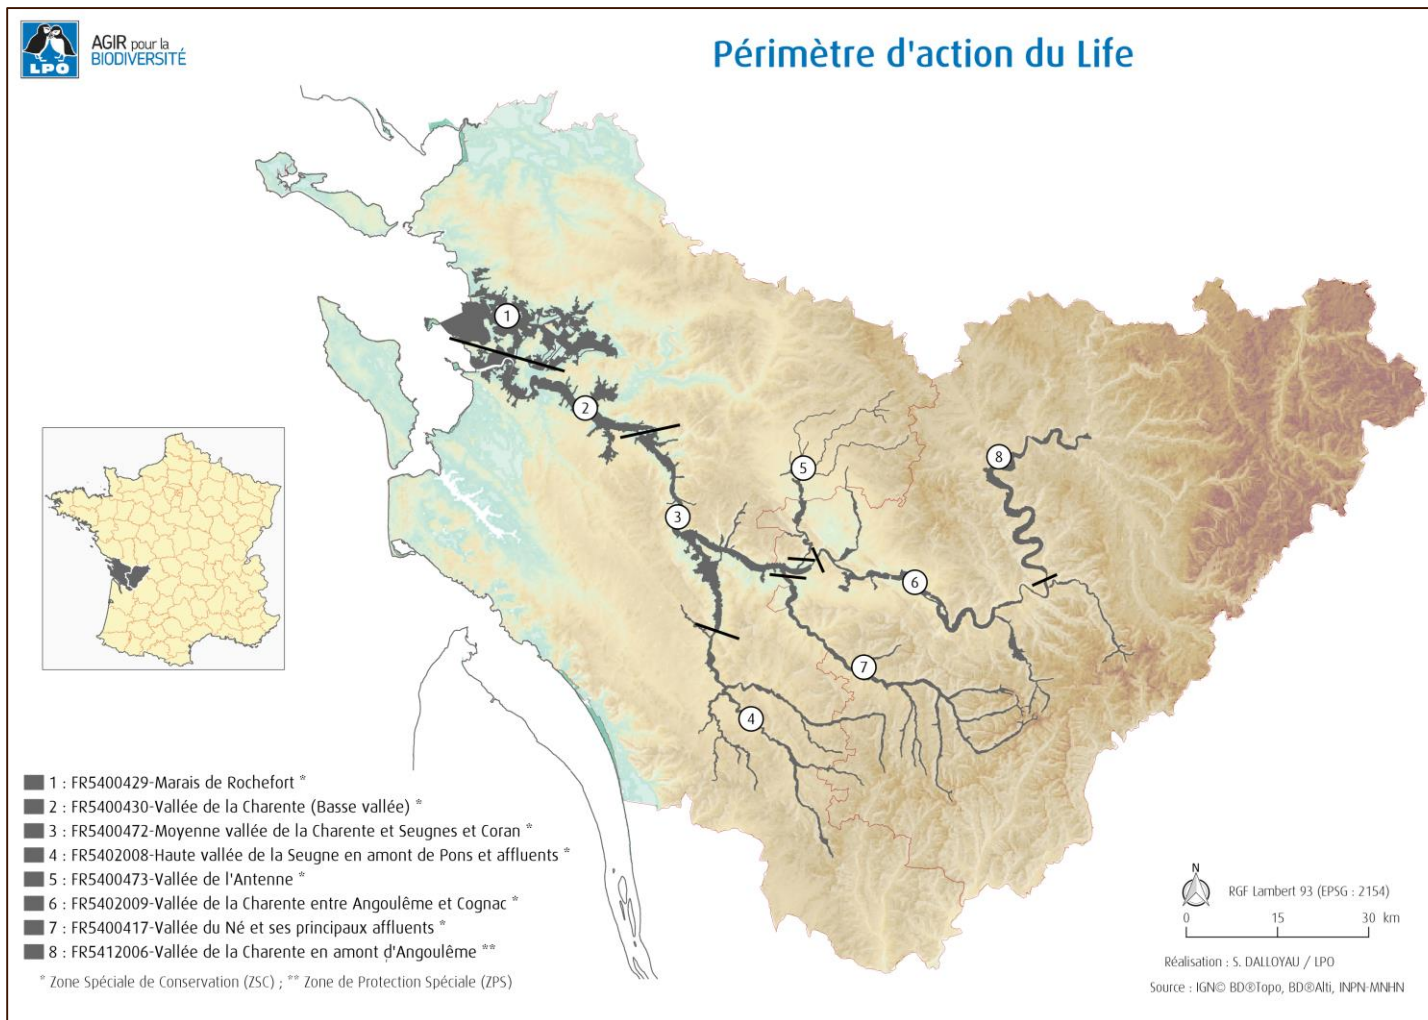 LPO
AGIR pour la
BIODIVERSITÉ
Périmètre d'action du Life
1
2
3
5
8
6
7
4
1 : FR5400429-Marais de Rochefort *
2 : FR5400430-Vallée de la Charente (Basse vallée) *
3 : FR5400472-Moyenne vallée de la Charente et Seugnes et Coran *
4 : FR5402008-Haute vallée de la Seugne en amont de Pons et affluents *
5 : FR5400473-Vallée de l'Antenne *
6 : FR5402009-Vallée de la Charente entre Angoulême et Cognac *
7 : FR5400417-Vallée du Né et ses principaux affluents *
8 : FR5412006-Vallée de la Charente en amont d'Angoulême **
* Zone Spéciale de Conservation (ZSC) ; ** Zone de Protection Spéciale (ZPS)
N
RGF Lambert 93 (EPSG : 2154)
0 15 30 km
Réalisation : S. DALLOYAU / LPO
Source : IGN© BD®Topo, BD®Alti, INPN-MNHN